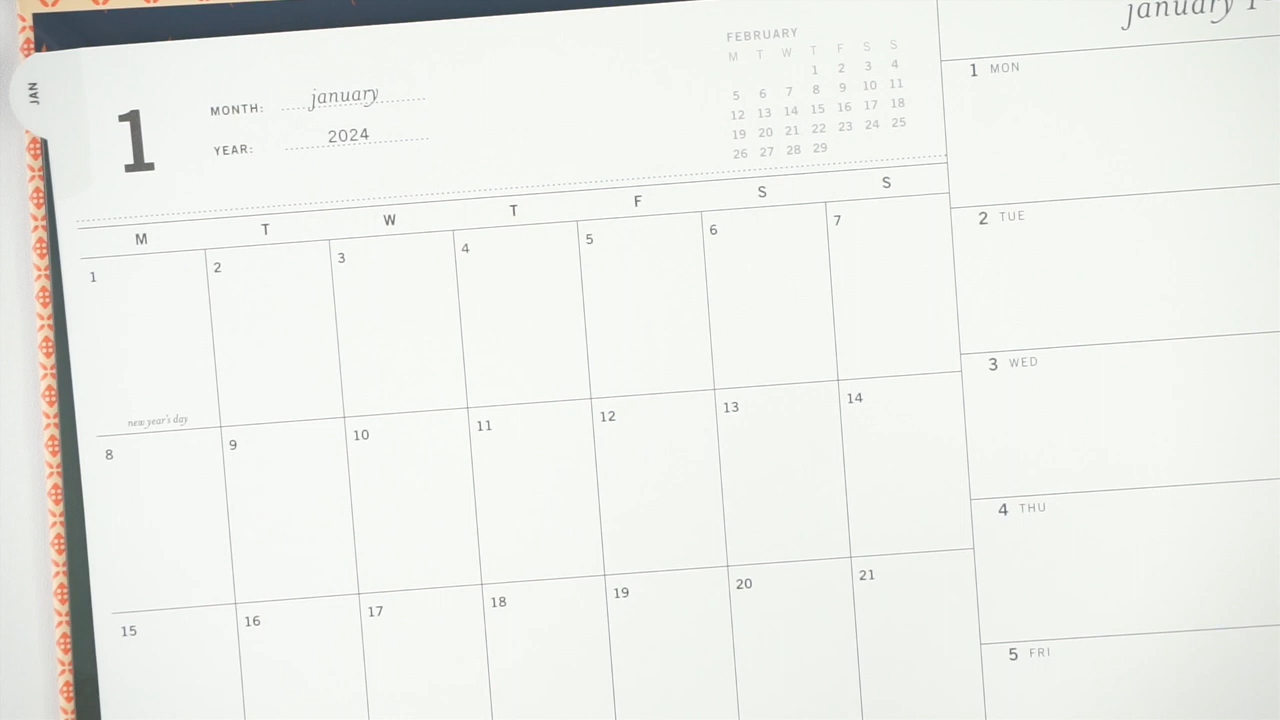 JAN
1
MONTH: january
YEAR: 2024
FEBRUARY
M T W T F S S
1 2 3 4
5 6 7 8 9 10 11
12 13 14 15 16 17 18
19 20 21 22 23 24 25
26 27 28 29
M T W T F S S
1 2 3 4 5 6 7
new year's day
8 9 10 11 12 13 14
15 16 17 18 19 20 21
january
1 MON
2 TUE
3 WED
4 THU
5 FRI